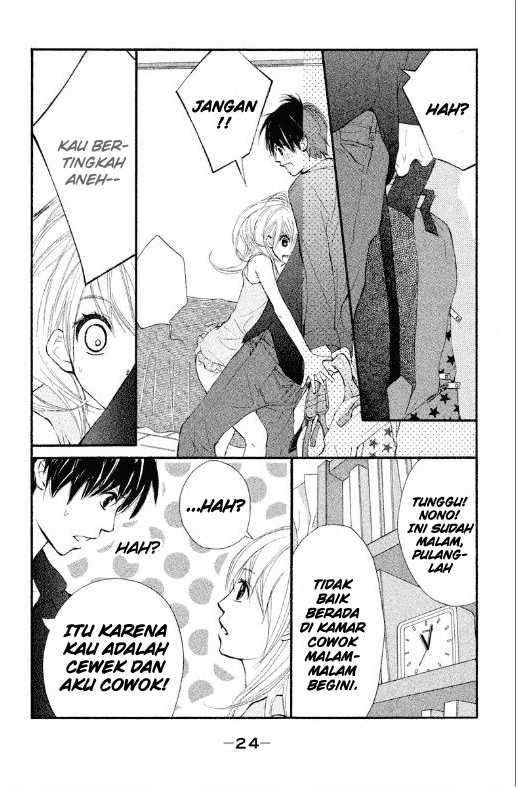 HAH?
JANGAN
!!
KAU BER-
TINGKAH
ANEH--
TUNGGU!
NONO!
INI SUDAH
MALAM,
PULANG-
LAH
TIDAK
BAIK
BERADA
DI KAMAR
COWOK
MALAM-
MALAM
BEGINI.
...HAH?
HAH?
ITU KARENA
KAU ADALAH
CEWEK DAN
AKU COWOK!
—24—